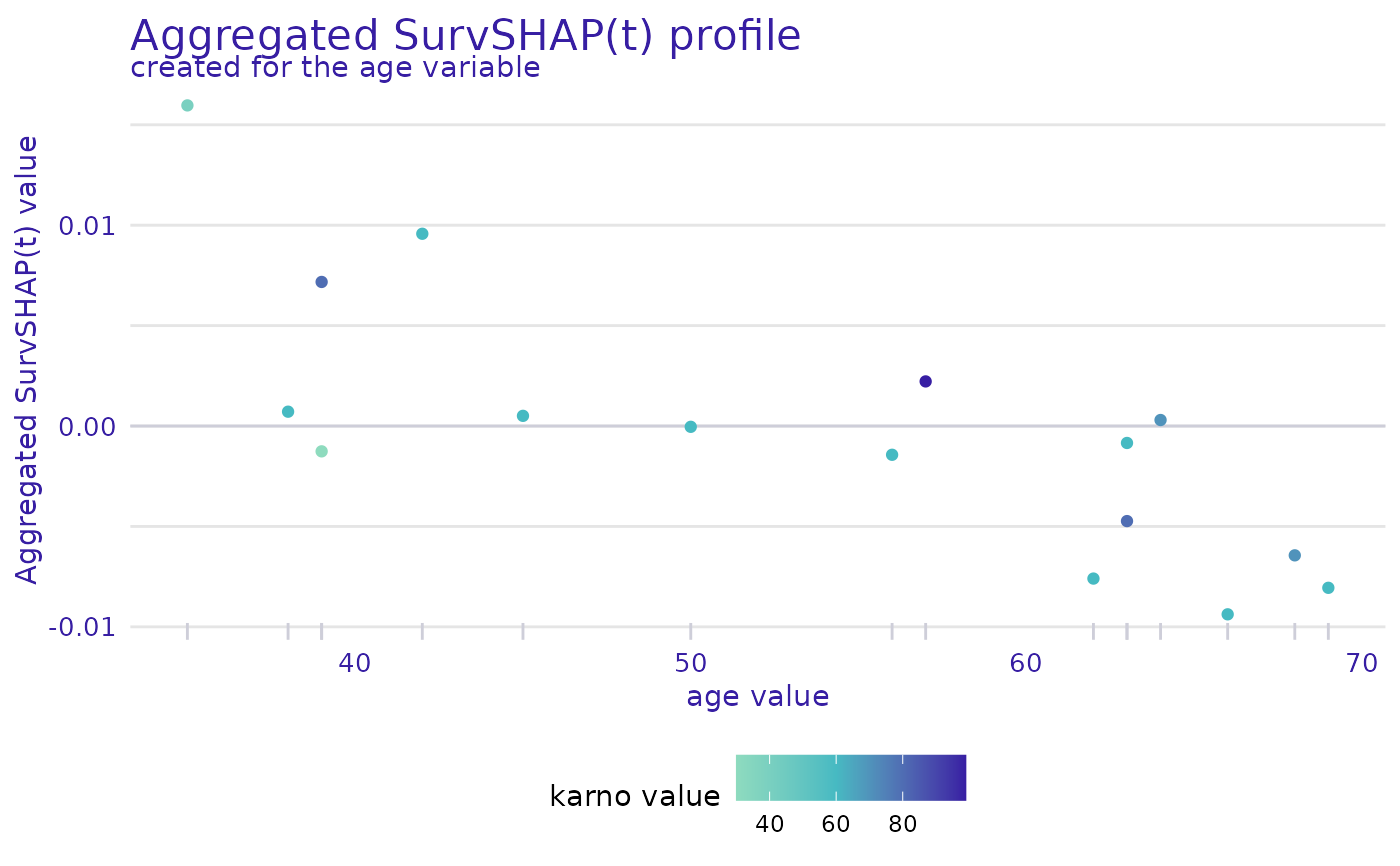 Aggregated SurvSHAP(t) profile
created for the age variable
Aggregated SurvSHAP(t) value
0.01
0.00
-0.01
40 50 60 70
age value
karno value
40 60 80